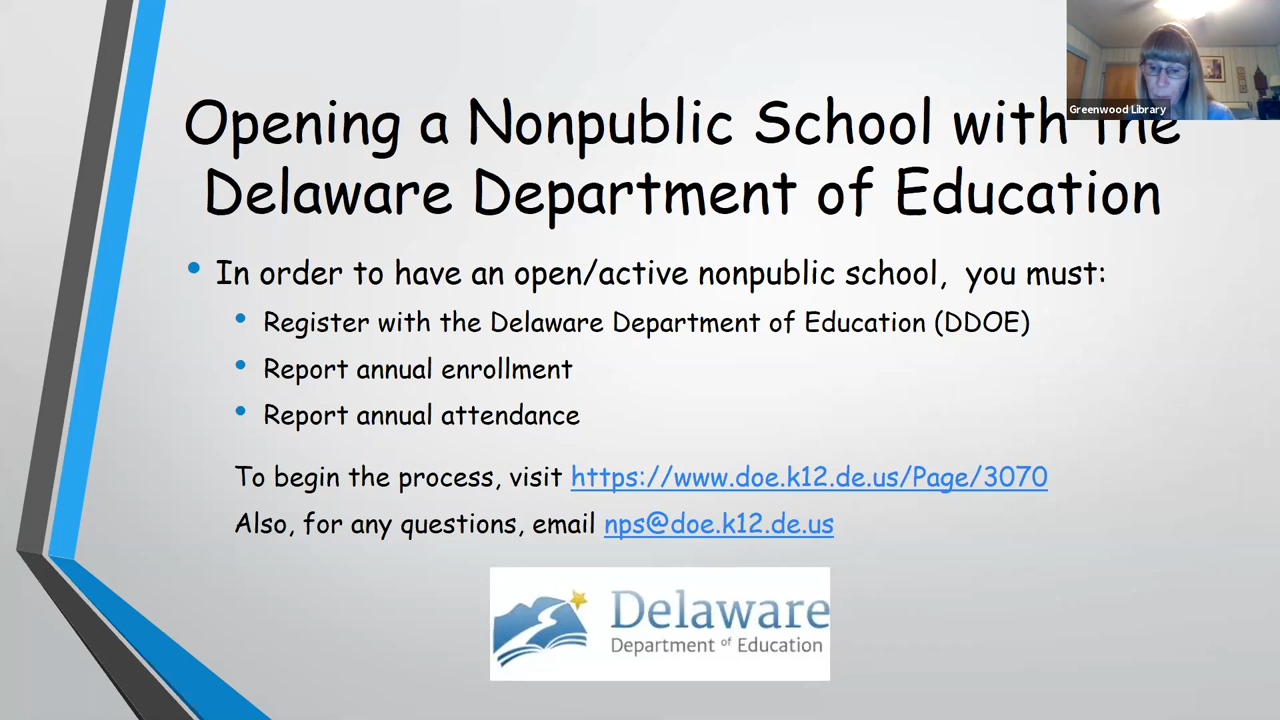 Greenwood Library
Opening a Nonpublic School with the
Delaware Department of Education
In order to have an open/active nonpublic school,  you must:
Register with the Delaware Department of Education (DDOE)
Report annual enrollment
Report annual attendance
To begin the process, visit https://www.doe.k12.de.us/Page/3070
Also, for any questions, email nps@doe.k12.de.us
Delaware
Department of Education